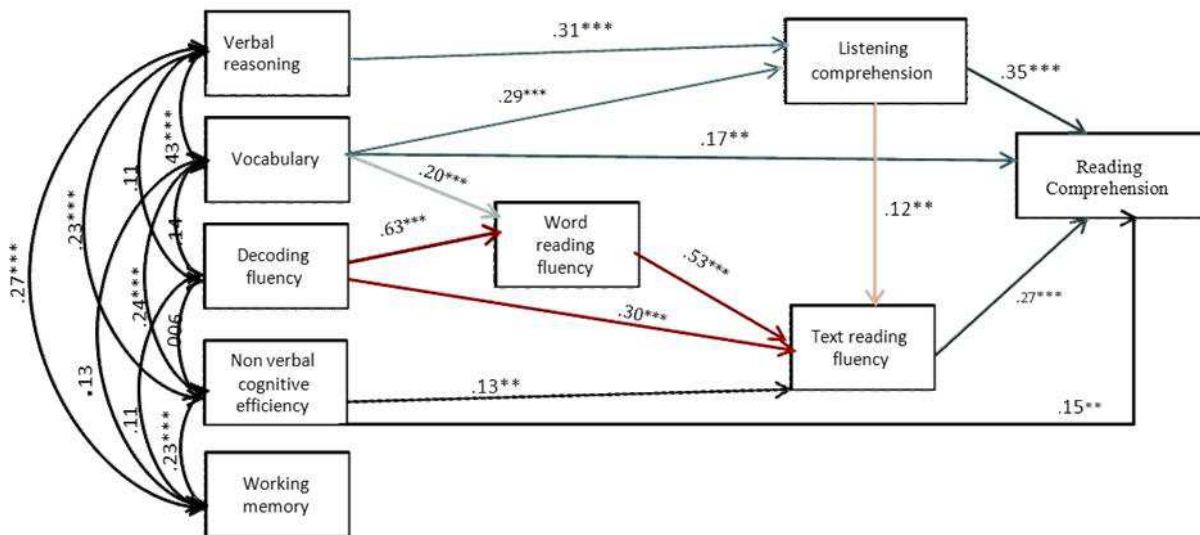 Verbal
reasoning
Vocabulary
Decoding
fluency
Non verbal
cognitive
efficiency
Working
memory
Word
reading
fluency
Listening
comprehension
Text reading
fluency
Reading
Comprehension
.31***
.29***
.17**
.20***
.63***
.53***
.30***
.13**
.12**
.35***
.27***
.15**
.43***
.11
.23***
.14
.27***
.24***
.006
.13
.11
.23***